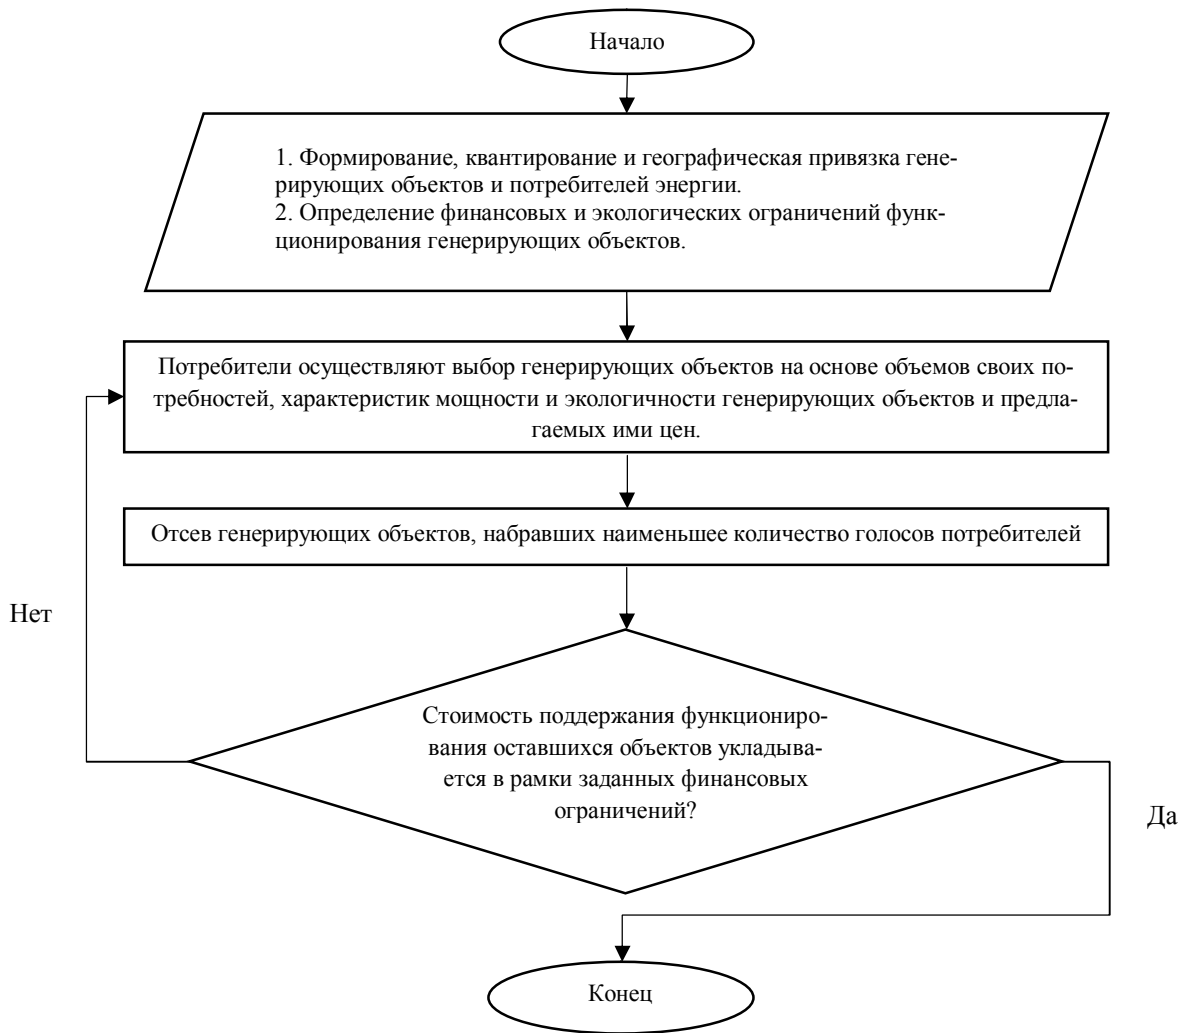 Начало
1. Формирование, квантирование и географическая привязка гене-
рирующих объектов и потребителей энергии.
2. Определение финансовых и экологических ограничений функ-
ционирования генерирующих объектов.
Потребители осуществляют выбор генерирующих объектов на основе объемов своих по-
требностей, характеристик мощности и экологичности генерирующих объектов и предла-
гаемых ими цен.
Отсев генерирующих объектов, набравших наименьшее количество голосов потребителей
Нет
Стоимость поддержания функциониро-
вания оставшихся объектов укладыва-
ется в рамки заданных финансовых
ограничений?
Да
Конец